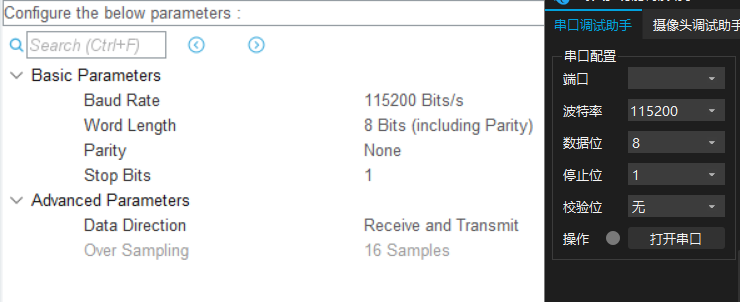 Configure the below parameters :
Search (Ctrl+F)
Basic Parameters
Baud Rate 115200 Bits/s
Word Length 8 Bits (including Parity)
Parity None
Stop Bits 1
Advanced Parameters
Data Direction Receive and Transmit
Over Sampling 16 Samples
串口调试助手 摄像头调试助手
串口配置
端口
波特率 115200
数据位 8
停止位 1
校验位 无
操作 打开串口